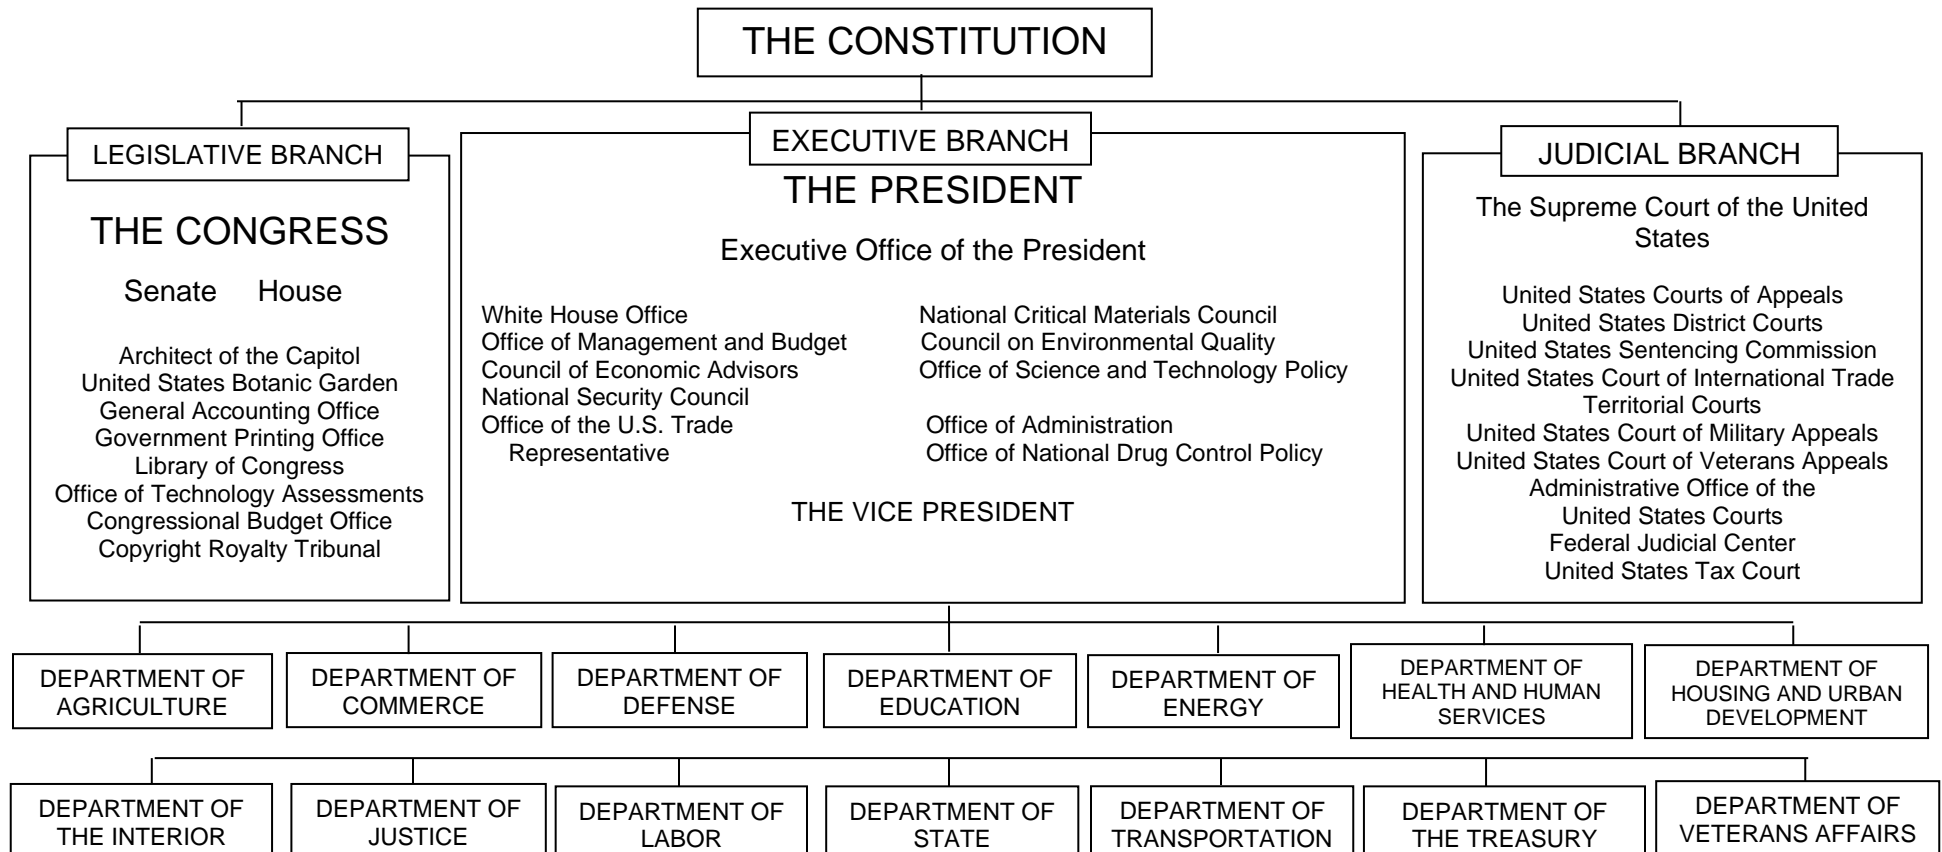 THE CONSTITUTION
LEGISLATIVE BRANCH
THE CONGRESS
Senate House
Architect of the Capitol
United States Botanic Garden
General Accounting Office
Government Printing Office
Library of Congress
Office of Technology Assessments
Congressional Budget Office
Copyright Royalty Tribunal
EXECUTIVE BRANCH
THE PRESIDENT
Executive Office of the President
White House Office
Office of Management and Budget
Council of Economic Advisors
National Security Council
Office of the U.S. Trade
Representative
National Critical Materials Council
Council on Environmental Quality
Office of Science and Technology Policy
Office of Administration
Office of National Drug Control Policy
THE VICE PRESIDENT
JUDICIAL BRANCH
The Supreme Court of the United
States
United States Courts of Appeals
United States District Courts
United States Sentencing Commission
United States Court of International Trade
Territorial Courts
United States Court of Military Appeals
United States Court of Veterans Appeals
Administrative Office of the
United States Courts
Federal Judicial Center
United States Tax Court
DEPARTMENT OF
AGRICULTURE
DEPARTMENT OF
COMMERCE
DEPARTMENT OF
DEFENSE
DEPARTMENT OF
EDUCATION
DEPARTMENT OF
ENERGY
DEPARTMENT OF
HEALTH AND HUMAN
SERVICES
DEPARTMENT OF
HOUSING AND URBAN
DEVELOPMENT
DEPARTMENT OF
THE INTERIOR
DEPARTMENT OF
JUSTICE
DEPARTMENT OF
LABOR
DEPARTMENT OF
STATE
DEPARTMENT OF
TRANSPORTATION
DEPARTMENT OF
THE TREASURY
DEPARTMENT OF
VETERANS AFFAIRS